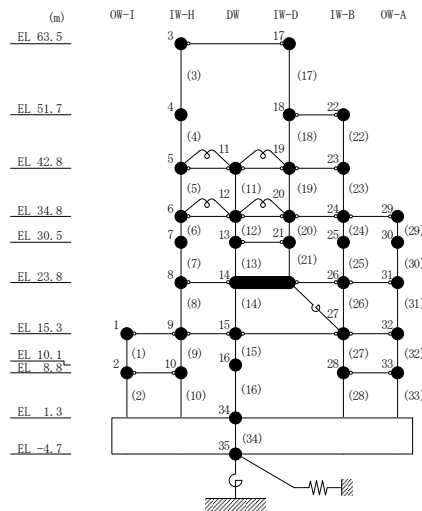 (m) OW-I IW-H DW IW-D IW-B OW-A
EL 63.5 3 17
(3) (17)
EL 51.7 4 18 22
(4) 11 19 (18) (22)
EL 42.8 5 23
(5) 12 (11) 20 (19) (23)
EL 34.8 6 24 29
(6) (12) (20) (24) (29)
EL 30.5 7 13 21 25 30
(7) (13) (21) (25) (30)
EL 23.8 8 14 26 31
(8) (14) (26) (31)
27
EL 15.3 1 9 15 32
(1) (9) (15) (27) (32)
EL 10.1 16
EL 8.8 2 10 28 33
(2) (10) (16) (28) (33)
EL 1.3 34
(34)
EL -4.7 35